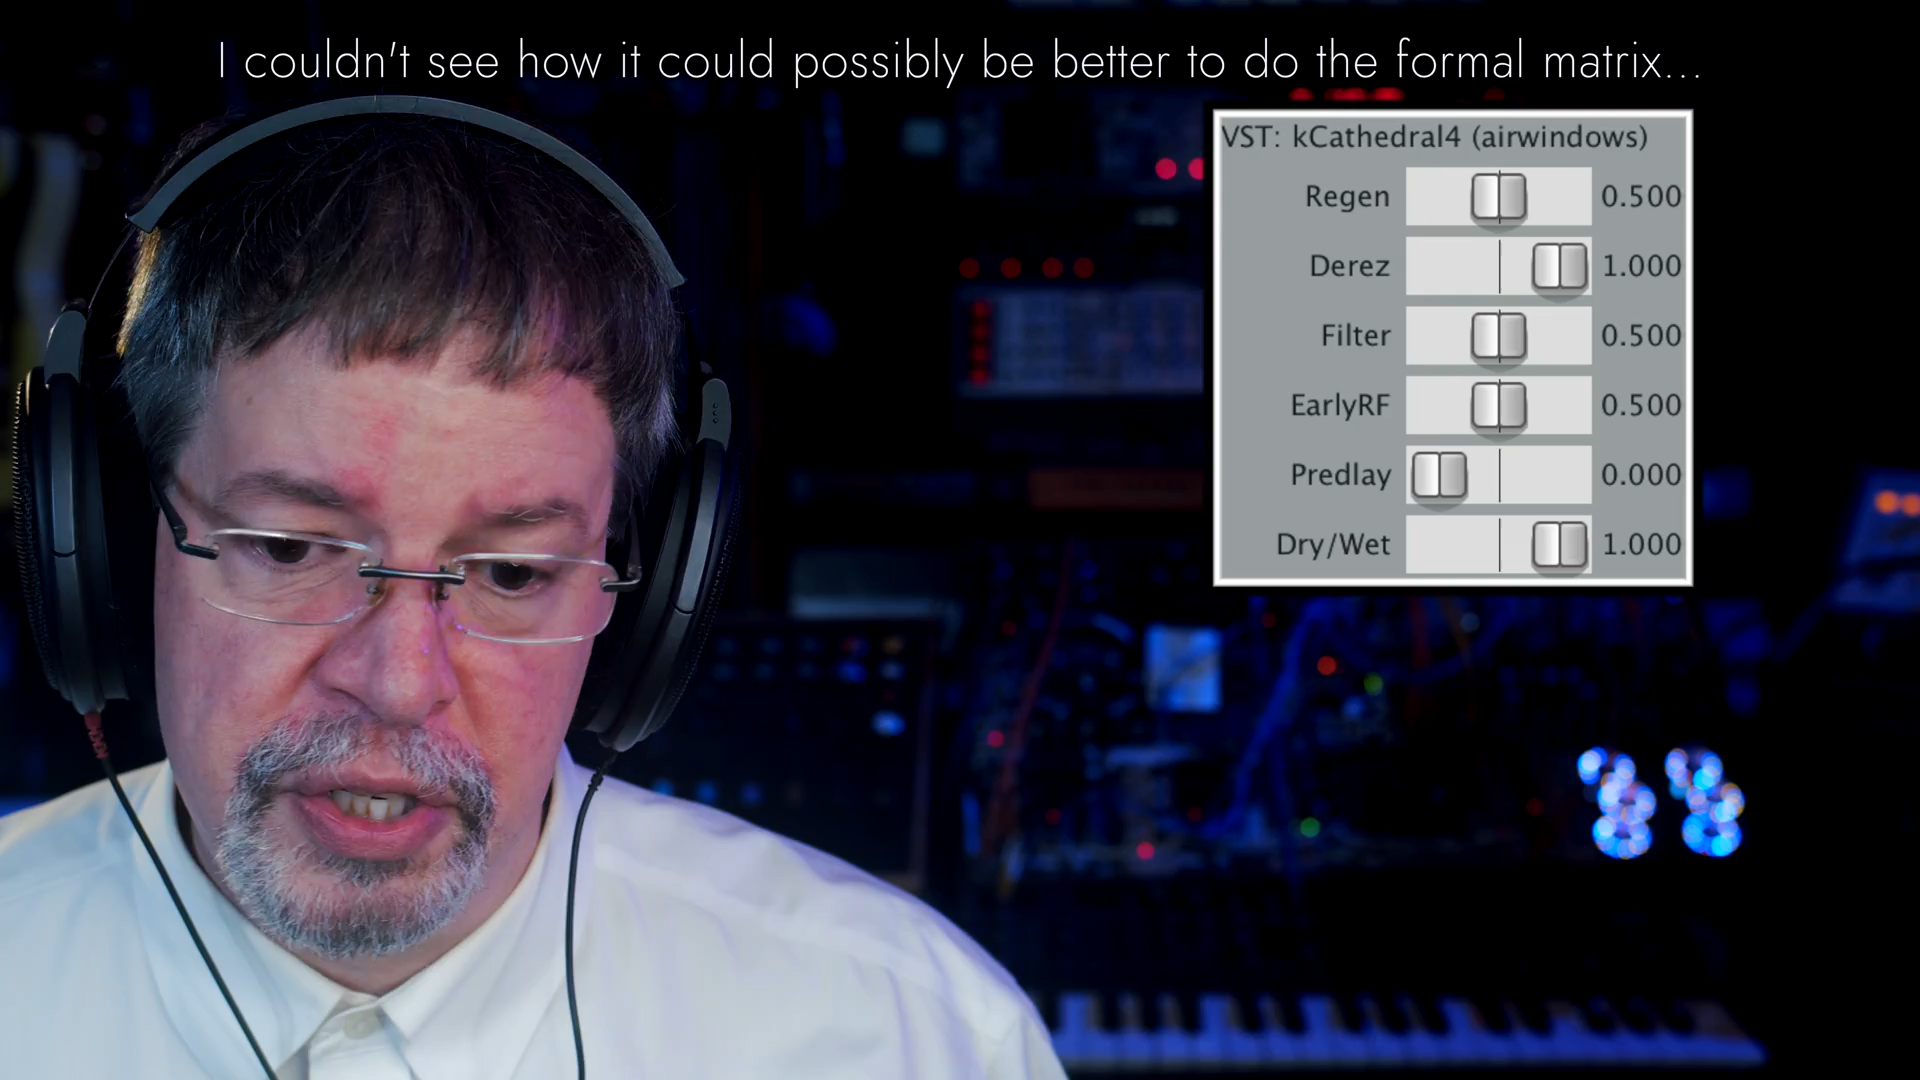 I couldn't see how it could possibly be better to do the formal matrix...
VST: kCathedral4 (airwindows)
Regen 0.500
Derez 1.000
Filter 0.500
EarlyRF 0.500
Predlay 0.000
Dry/Wet 1.000